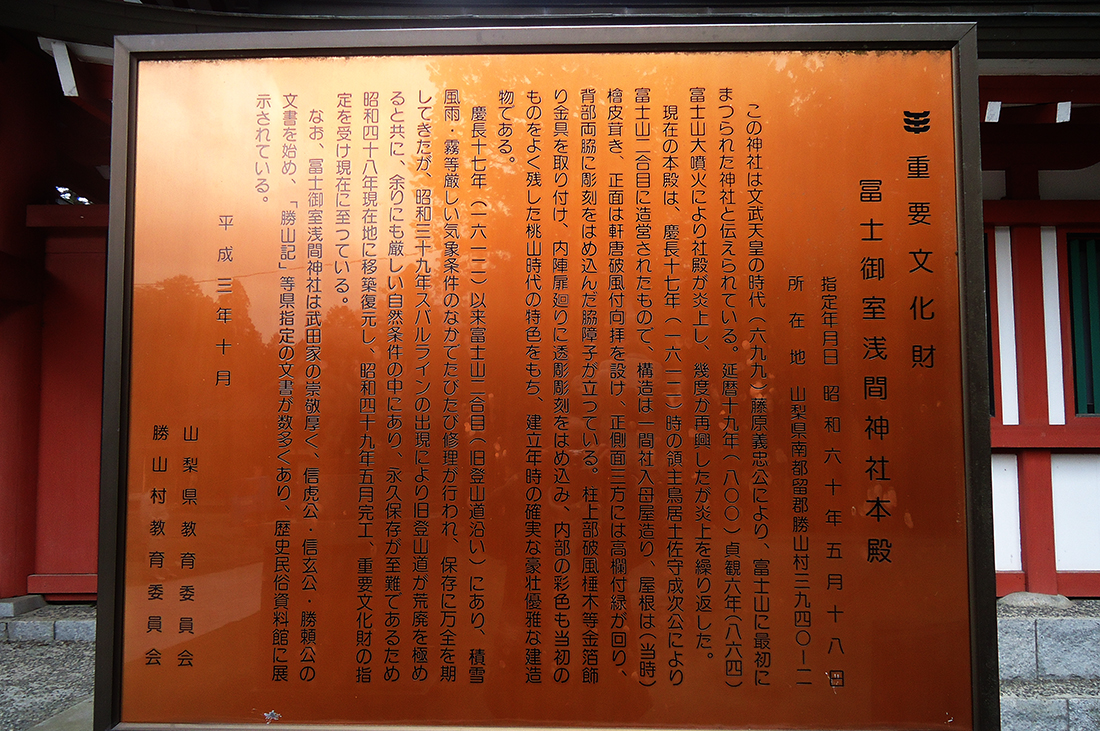 重要文化財
冨士御室浅間神社本殿
指定年月日 昭和六十年五月十八日
所在地 山梨県南都留郡勝山村三九四〇ー二
この神社は文武天皇の時代(六九九)藤原義忠公により、富士山に最初に
まつられた神社と伝えられている。延暦十九年(八〇〇)貞観六年(八六四)
富士山大噴火により社殿が炎上し、幾度か再興したが炎上を繰り返した。
現在の本殿は、慶長十七年(一六一二)時の領主鳥居土佐守成次公により
富士山二合目に造営されたもので、構造は一間社入母屋造り、屋根は(当時)
檜皮茸き、正面は軒唐破風付向拝を設け、正側面三方には高欄付緑が回り、
背部両脇に彫刻をはめ込んだ脇障子が立つている。柱上部破風棰木等金箔飾
り金具を取り付け、内陣扉廻りに透彫彫刻をはめ込み、内部の彩色も当初の
ものをよく残した桃山時代の特色をもち、建立年時の確実な豪壮優雅な建造
物である。
慶長十七年(一六一二)以来富士山二合目(旧登山道沿い)にあり、積雪
風雨・霧等厳しい気象条件のなかでたびたび修理が行われ、保存に万全を期
してきたが、昭和三十九年スバルラインの出現により旧登山道が荒廃を極め
ると共に、余りにも厳しい自然条件の中にあり、永久保存が至難であるため
昭和四十八年現在地に移築復元し、昭和四十九年五月完工、重要文化財の指
定を受け現在に至つている。
なお、冨士御室浅間神社は武田家の崇敬厚く、信虎公・信玄公・勝頼公の
文書を始め、「勝山記」等県指定の文書が数多くあり、歴史民俗資料館に展
示されている。
平成三年十月
山梨県教育委員会
勝山村教育委員会